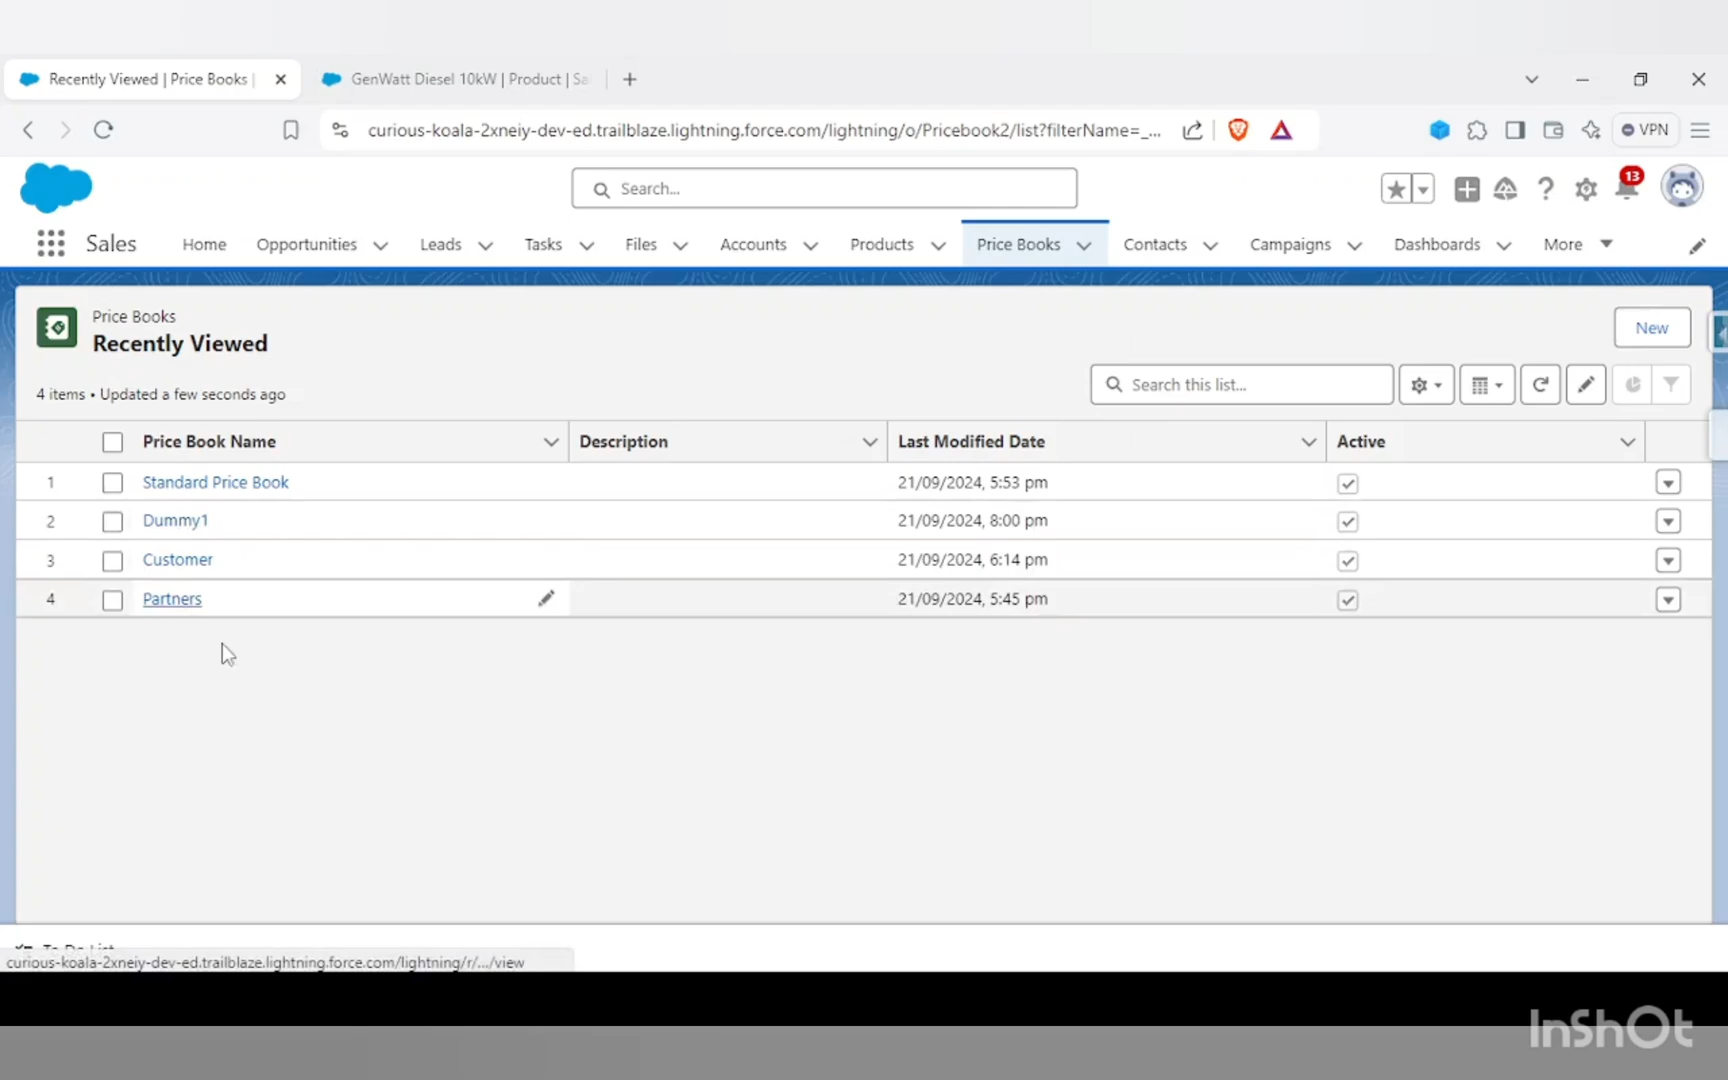 Recently Viewed | Price Books |
GenWatt Diesel 10kW | Product | Sa
curious-koala-2xneiy-dev-ed.trailblaze.lightning.force.com/lightning/o/Pricebook2/list?filterName=_...
VPN
Search...
13
Sales
Home
Opportunities
Leads
Tasks
Files
Accounts
Products
Price Books
Contacts
Campaigns
Dashboards
More
Price Books
Recently Viewed
New
4 items • Updated a few seconds ago
Search this list...
Price Book Name Description Last Modified Date Active
1 Standard Price Book 21/09/2024, 5:53 pm
2 Dummy1 21/09/2024, 8:00 pm
3 Customer 21/09/2024, 6:14 pm
4 Partners 21/09/2024, 5:45 pm
To Do List
curious-koala-2xneiy-dev-ed.trailblaze.lightning.force.com/lightning/r/.../view
InShOt